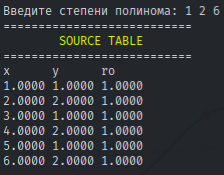 Введите степени полинома: 1 2 6
===========================
SOURCE TABLE
===========================
x y ro
1.0000 1.0000 1.0000
2.0000 2.0000 1.0000
3.0000 1.0000 1.0000
4.0000 2.0000 1.0000
5.0000 1.0000 1.0000
6.0000 2.0000 1.0000